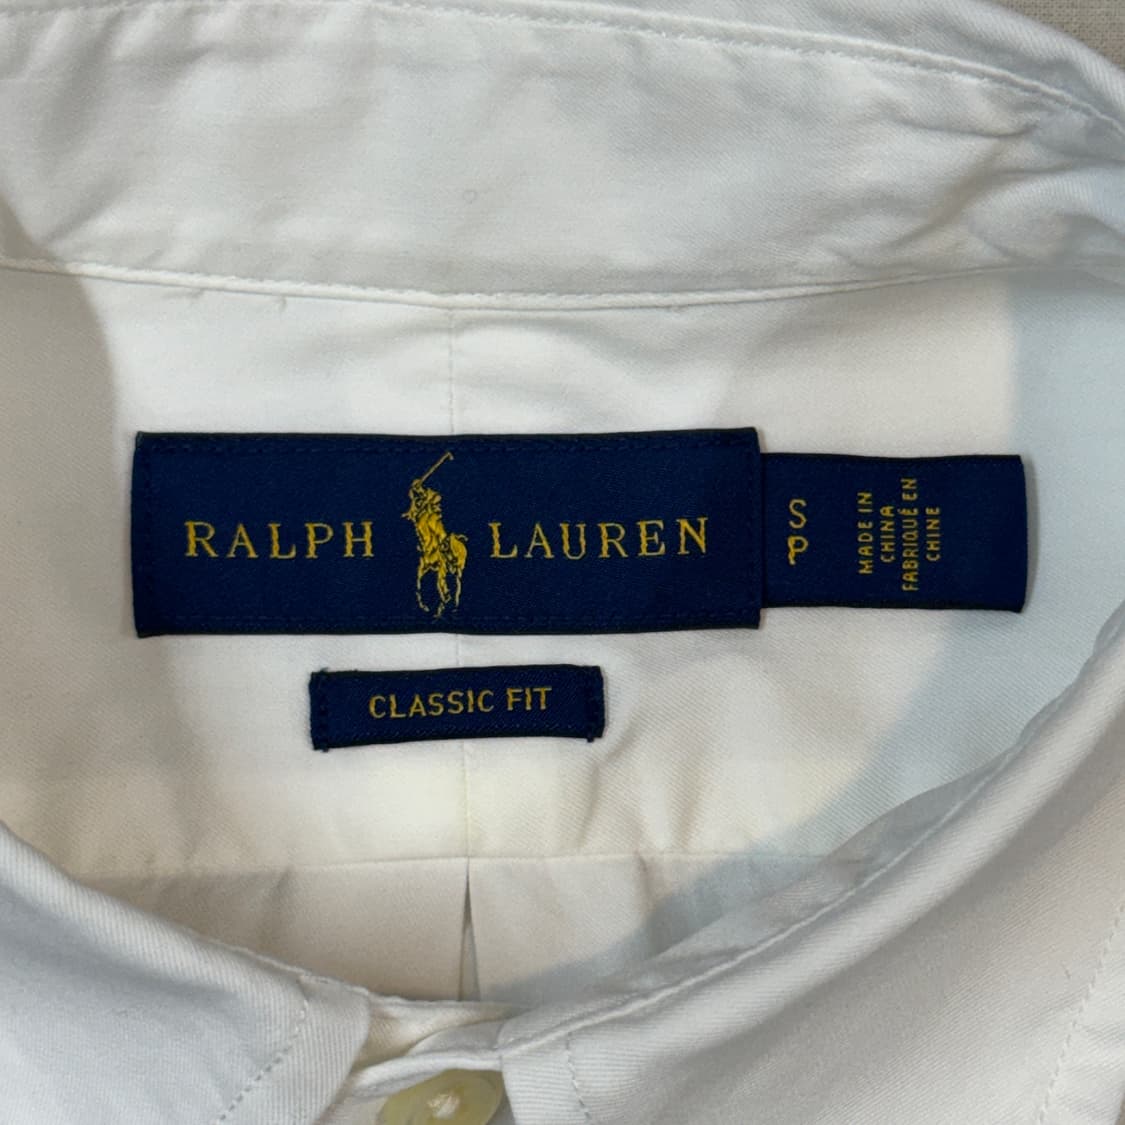 RALPH LAUREN
S
P
MADE IN
CHINA
FABRIQUÉ EN
CHINE
CLASSIC FIT